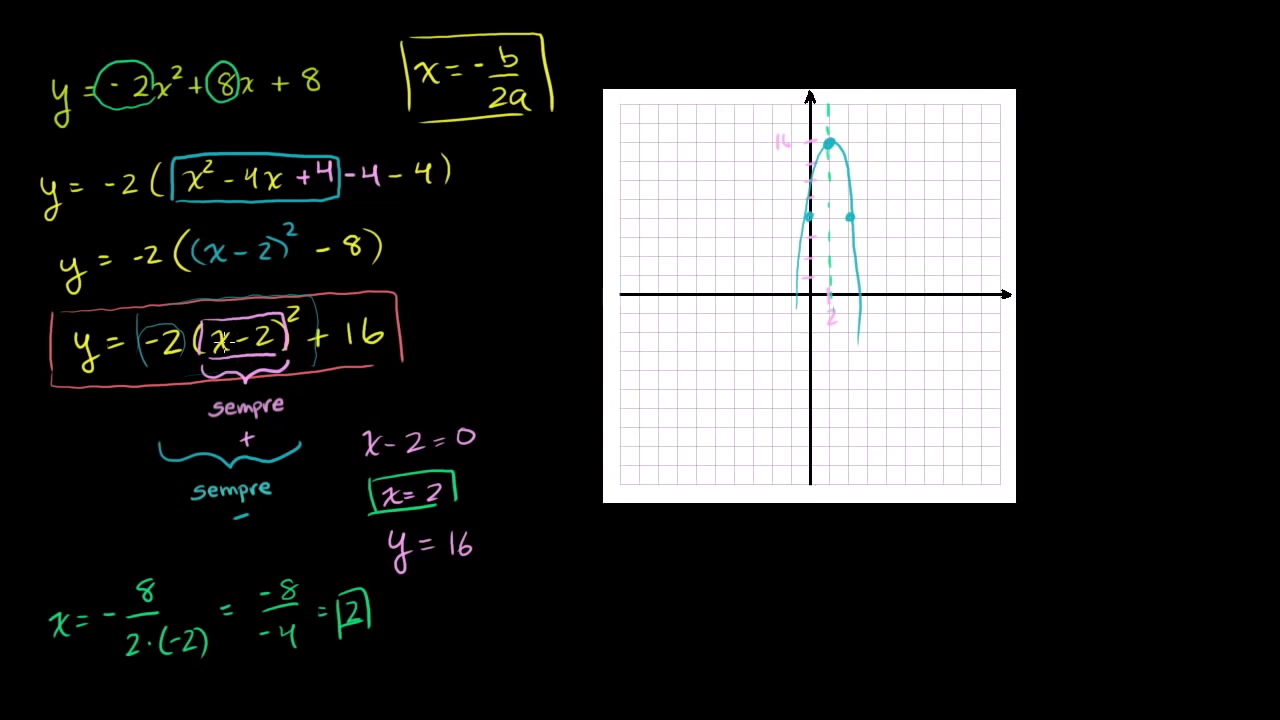 y = -2x² + 8x + 8
x = -b/2a
y = -2(x² - 4x + 4 - 4 - 4)
y = -2((x - 2)² - 8)
y = (-2(x - 2)²) + 16
sempre
+
sempre
-
x - 2 = 0
x = 2
y = 16
x = - 8/2·(-2) = -8/-4 = 2
16
2